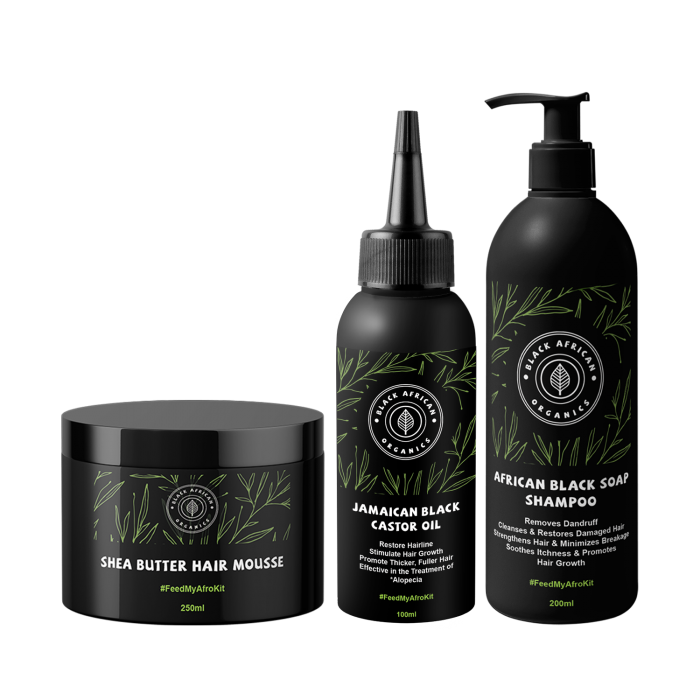 BLACK AFRICAN
ORGANICS
SHEA BUTTER HAIR MOUSSE
#FeedMyAfroKit
250ml
BLACK AFRICAN
ORGANICS
JAMAICAN BLACK
CASTOR OIL
Restore Hairline
Stimulate Hair Growth
Promote Thicker, Fuller Hair
Effective in the Treatment of
*Alopecia
#FeedMyAfroKit
100ml
BLACK AFRICAN
ORGANICS
AFRICAN BLACK SOAP
SHAMPOO
Removes Dandruff
Cleanses & Restores Damaged Hair
Strengthens Hair & Minimizes Breakage
Soothes Itchness & Promotes
Hair Growth
#FeedMyAfroKit
200ml